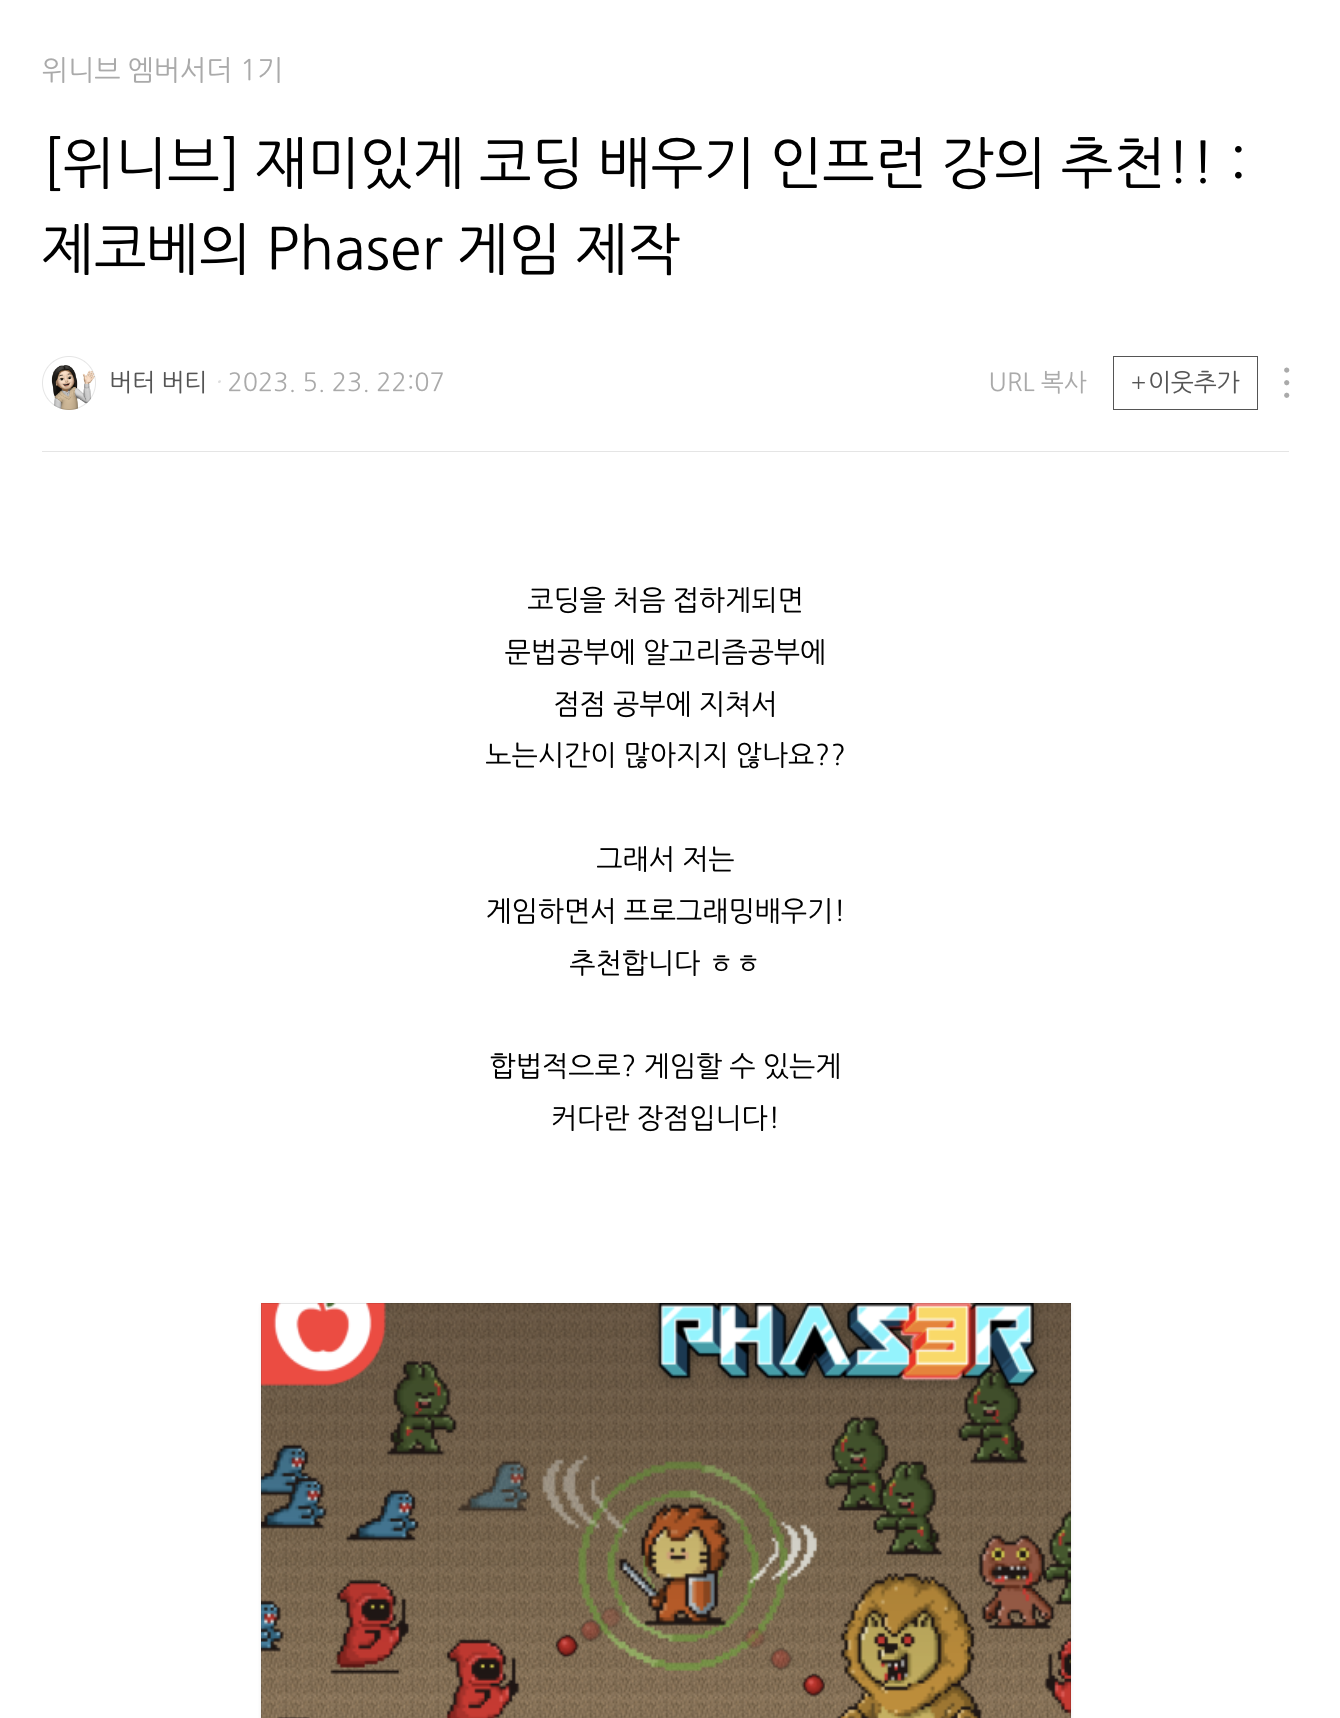 위니브 엠버서더 1기
[위니브] 재미있게 코딩 배우기 인프런 강의 추천!! :
제코베의 Phaser 게임 제작
버터 버티 · 2023. 5. 23. 22:07
URL 복사
+이웃추가
코딩을 처음 접하게되면
문법공부에 알고리즘공부에
점점 공부에 지쳐서
노는시간이 많아지지 않나요??
그래서 저는
게임하면서 프로그래밍배우기!
추천합니다 ㅎㅎ
합법적으로? 게임할 수 있는게
커다란 장점입니다!
PHAS3R